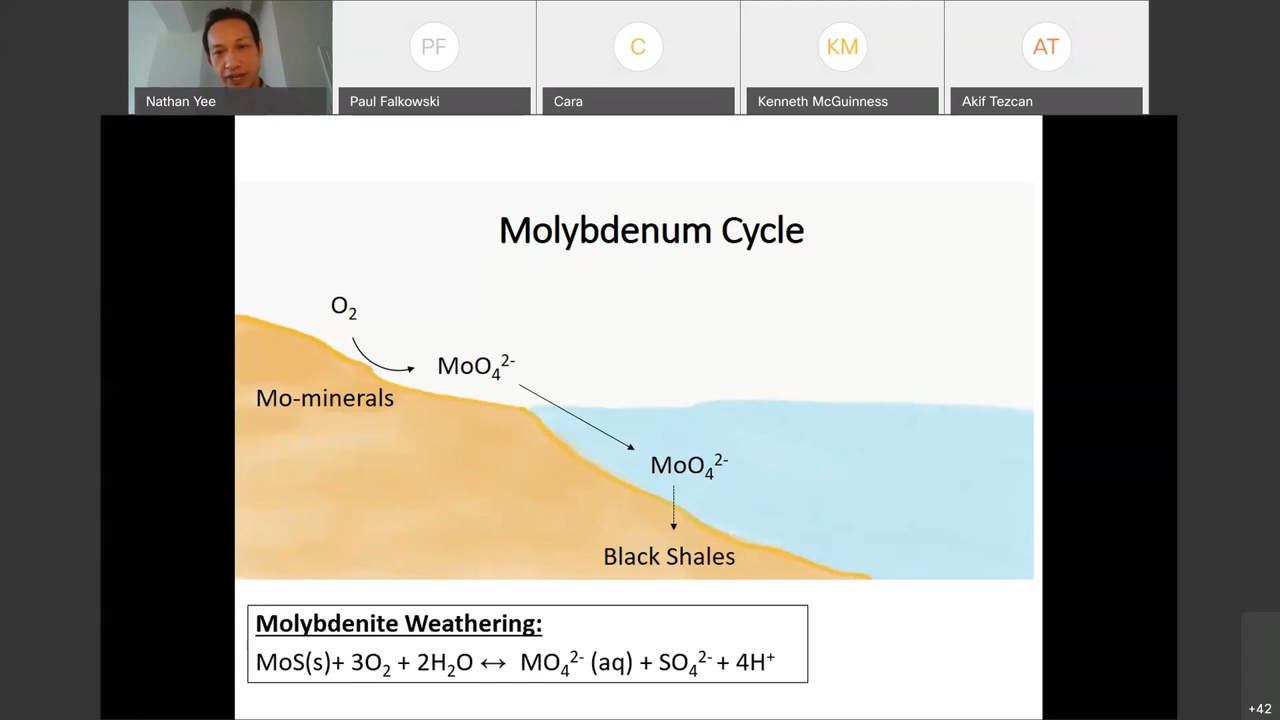 PF
C
KM
AT
Nathan Yee
Paul Falkowski
Cara
Kenneth McGuinness
Akif Tezcan
Molybdenum Cycle
O₂
MoO₄²⁻
Mo-minerals
MoO₄²⁻
Black Shales
Molybdenite Weathering:
MoS(s)+ 3O₂ + 2H₂O ↔ MO₄²⁻ (aq) + SO₄²⁻ + 4H⁺
+42